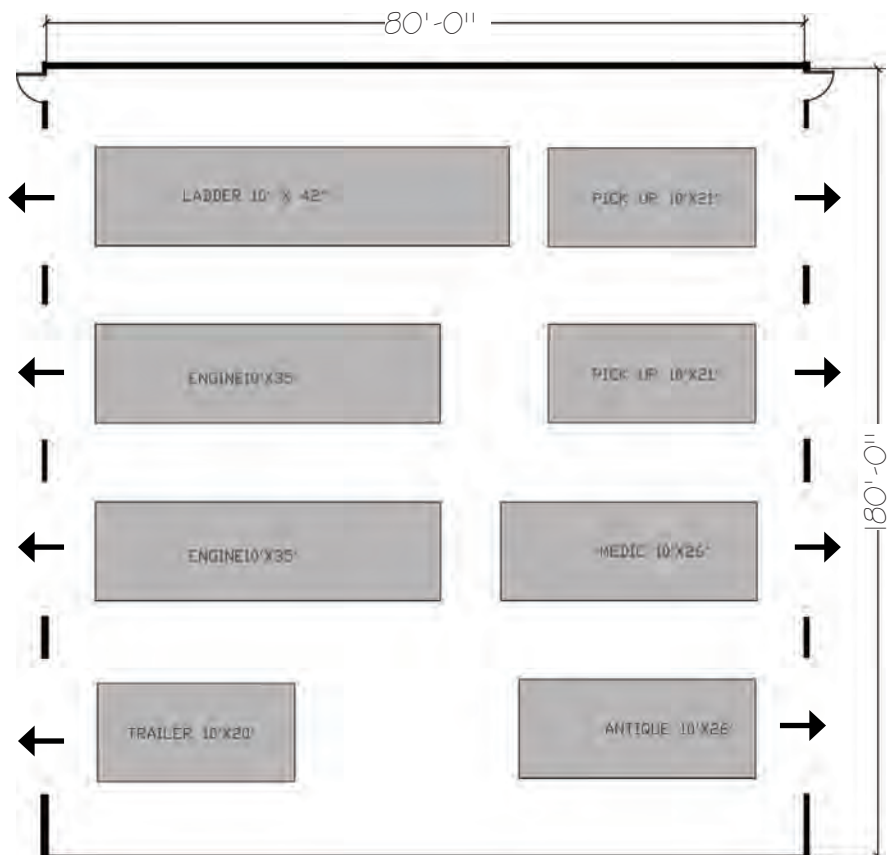 80'-0"
LADDER 10' X 42'
PICK UP 10'X21'
ENGINE10'X35'
PICK UP 10'X21'
180'-0"
ENGINE10'X35'
MEDIC 10'X26'
TRAILER 10'X20'
ANTIQUE 10'X26'